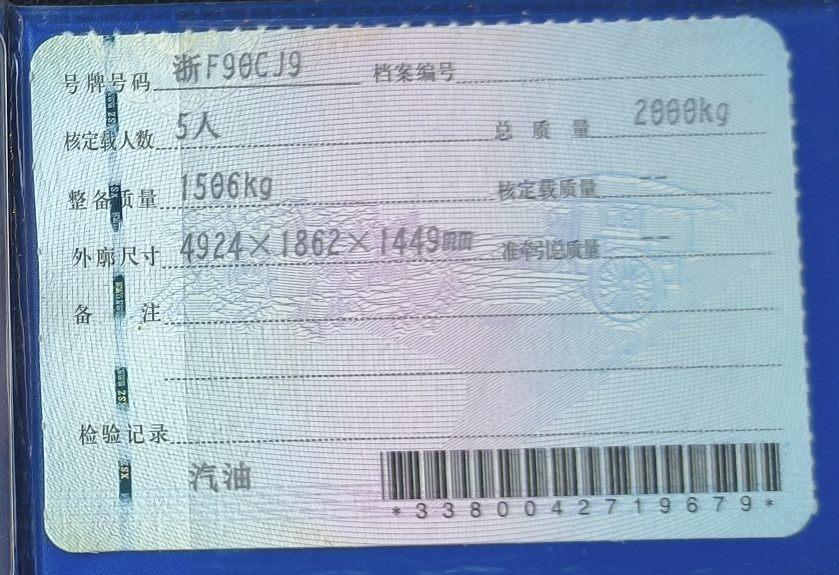 号牌号码 浙F90CJ9 档案编号
核定载人数 5人 总质量 2000kg
整备质量 1506kg 核定载质量 --
外廓尺寸 4924×1862×1449mm 准牵引总质量 --
备注
检验记录
汽油
*3380042719679*